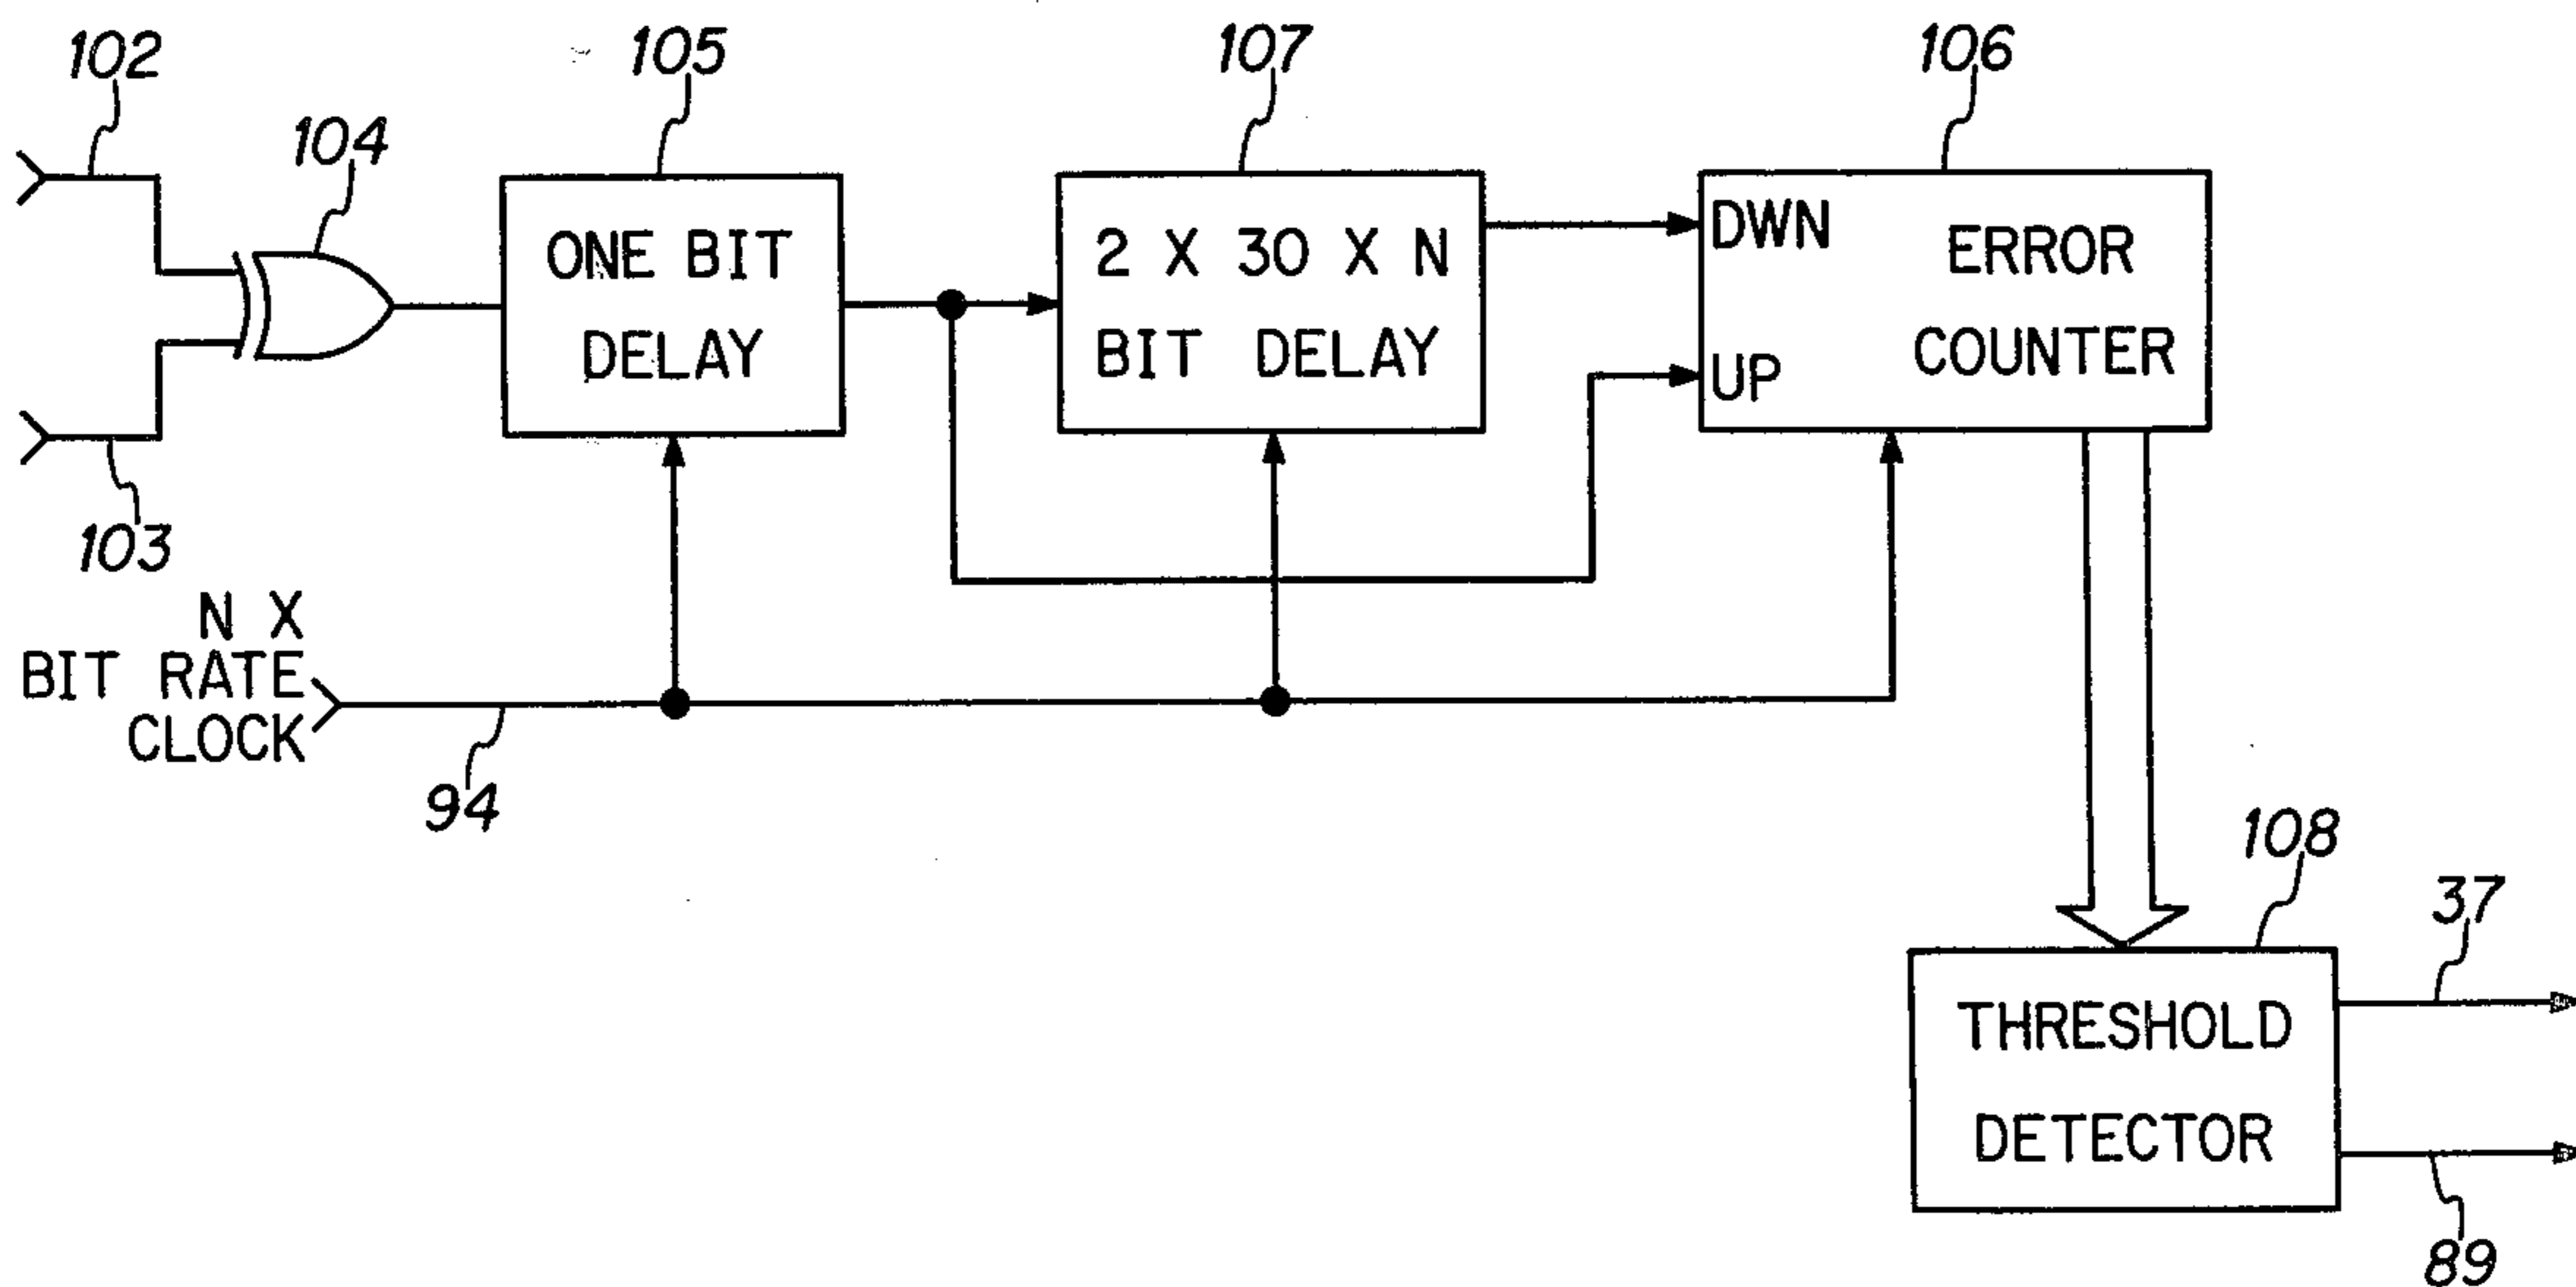 102
104
105
107
106
ONE BIT
DELAY
2 X 30 X N
BIT DELAY
DWN
UP
ERROR
COUNTER
103
N X
BIT RATE
CLOCK
94
108
THRESHOLD
DETECTOR
37
89